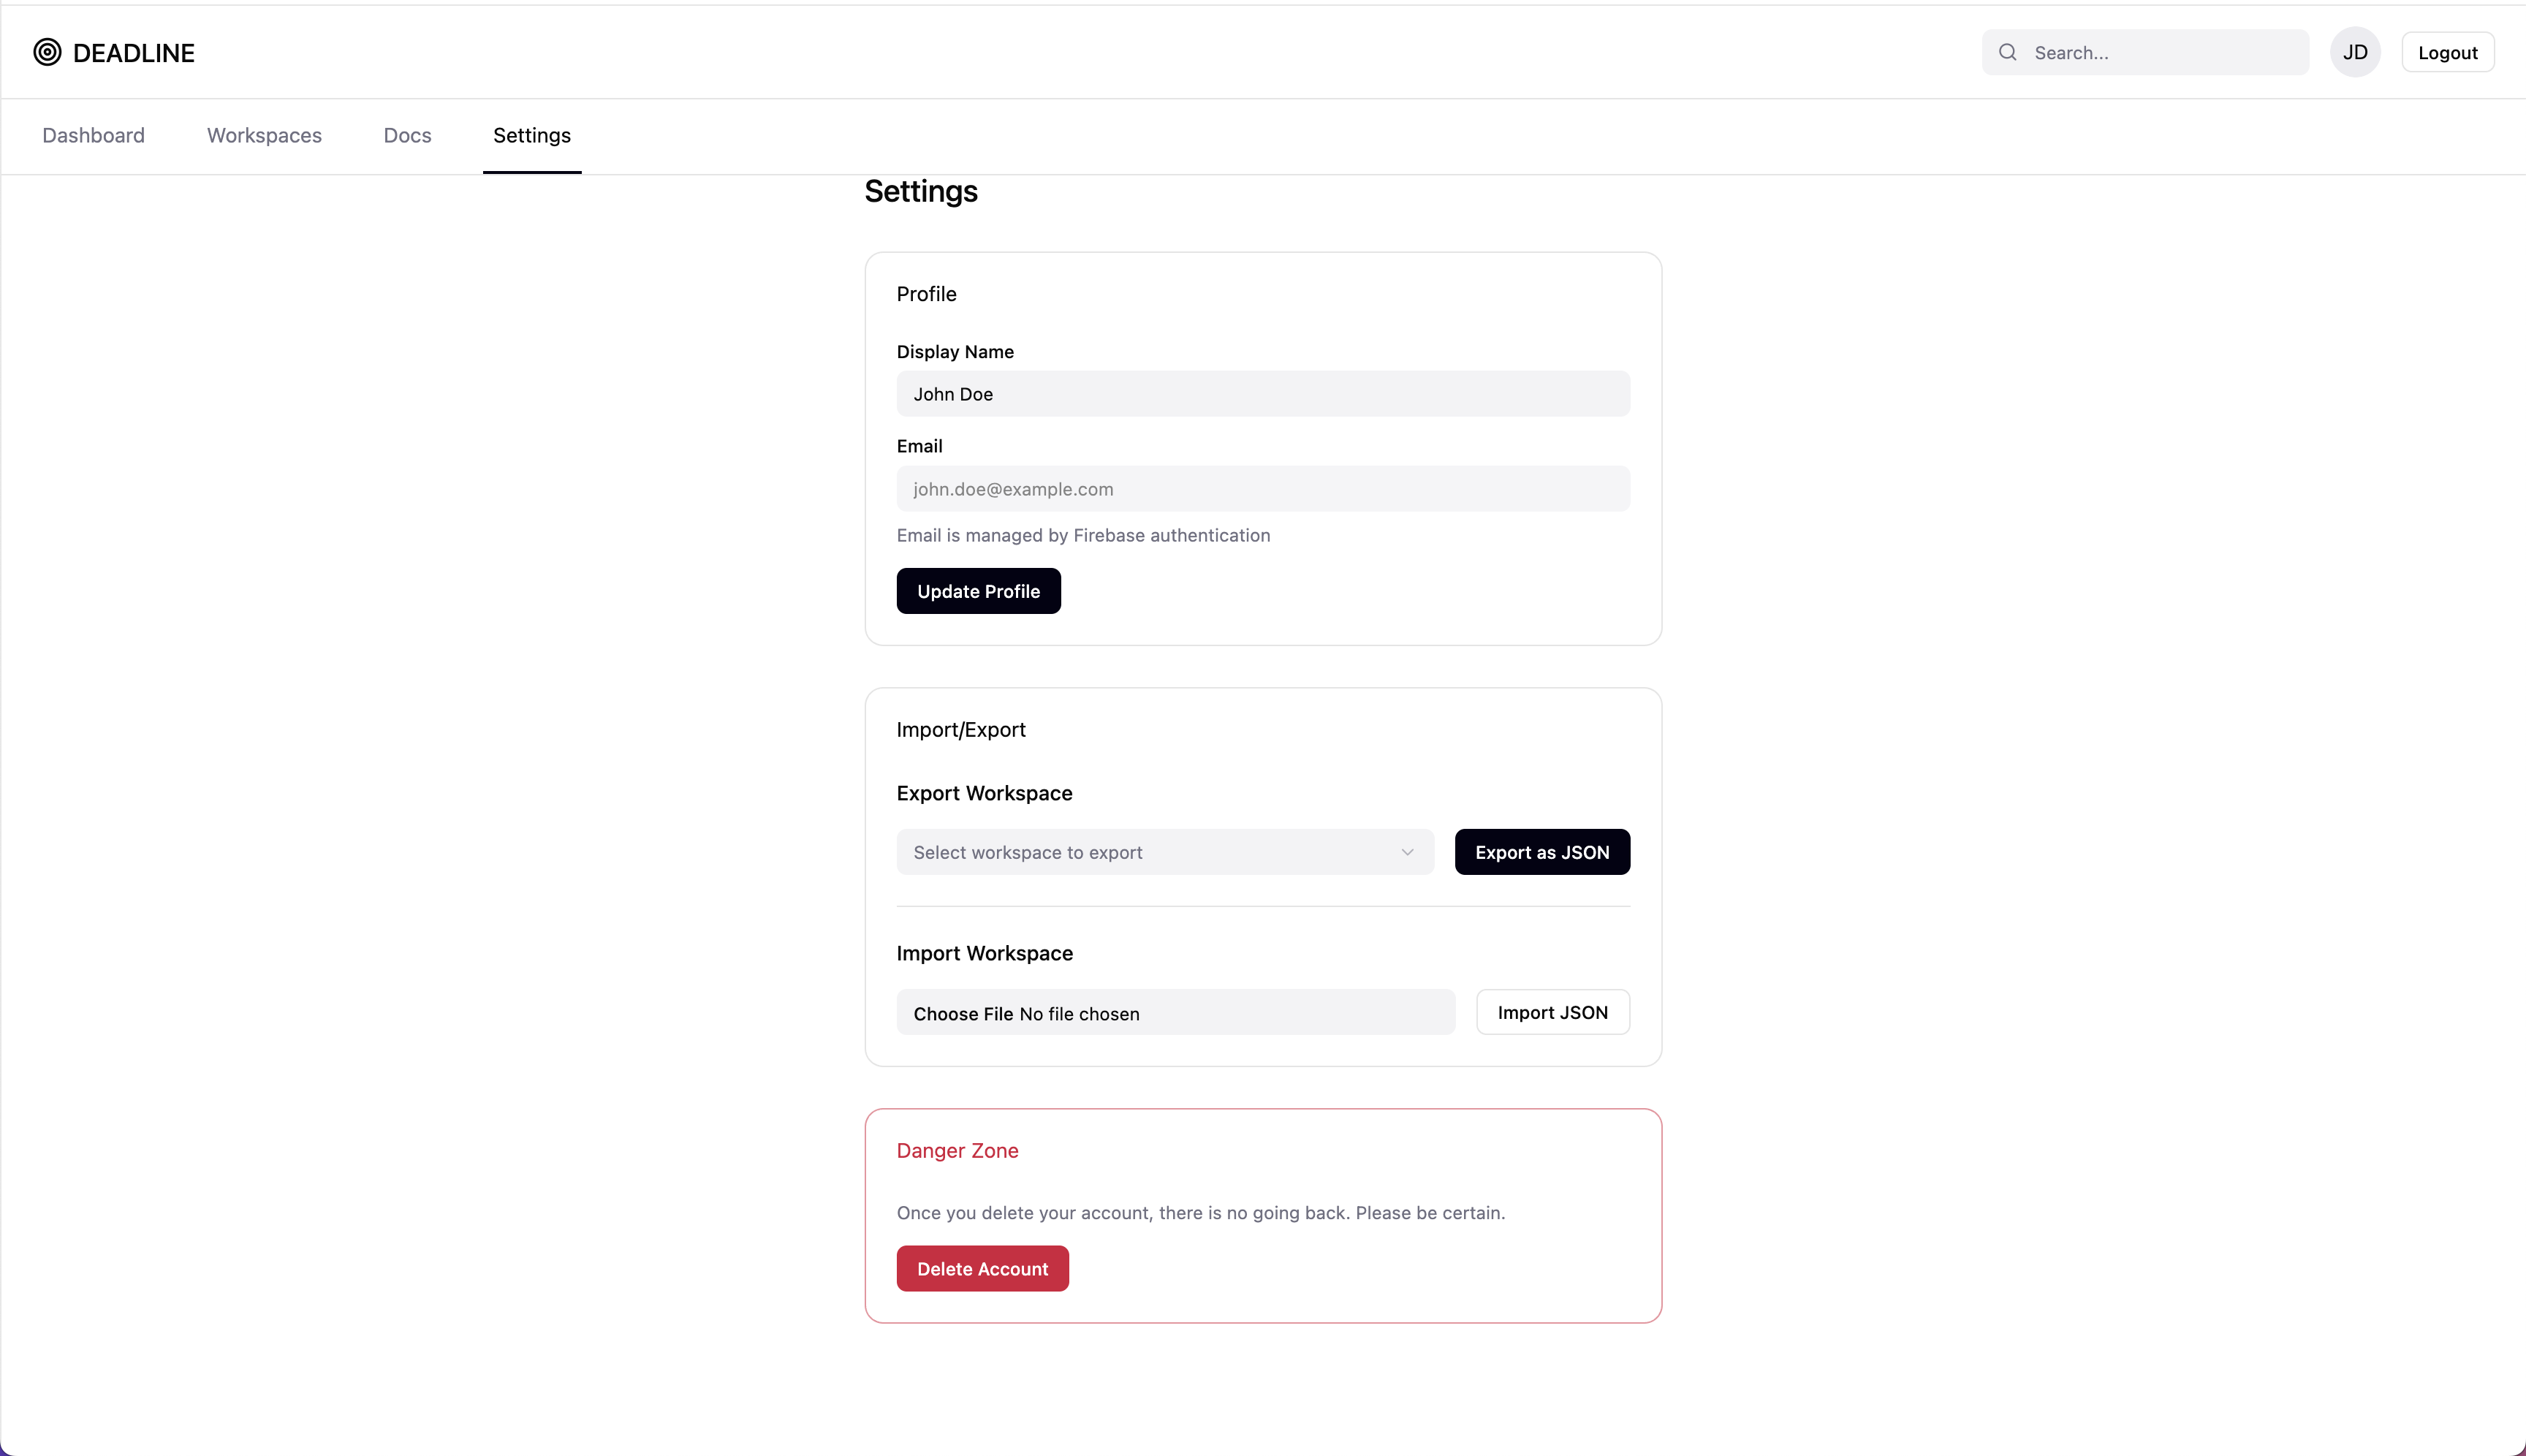 DEADLINE
Search...
JD
Logout
Dashboard
Workspaces
Docs
Settings
Settings
Profile
Display Name
John Doe
Email
john.doe@example.com
Email is managed by Firebase authentication
Update Profile
Import/Export
Export Workspace
Select workspace to export
Export as JSON
Import Workspace
Choose File No file chosen
Import JSON
Danger Zone
Once you delete your account, there is no going back. Please be certain.
Delete Account